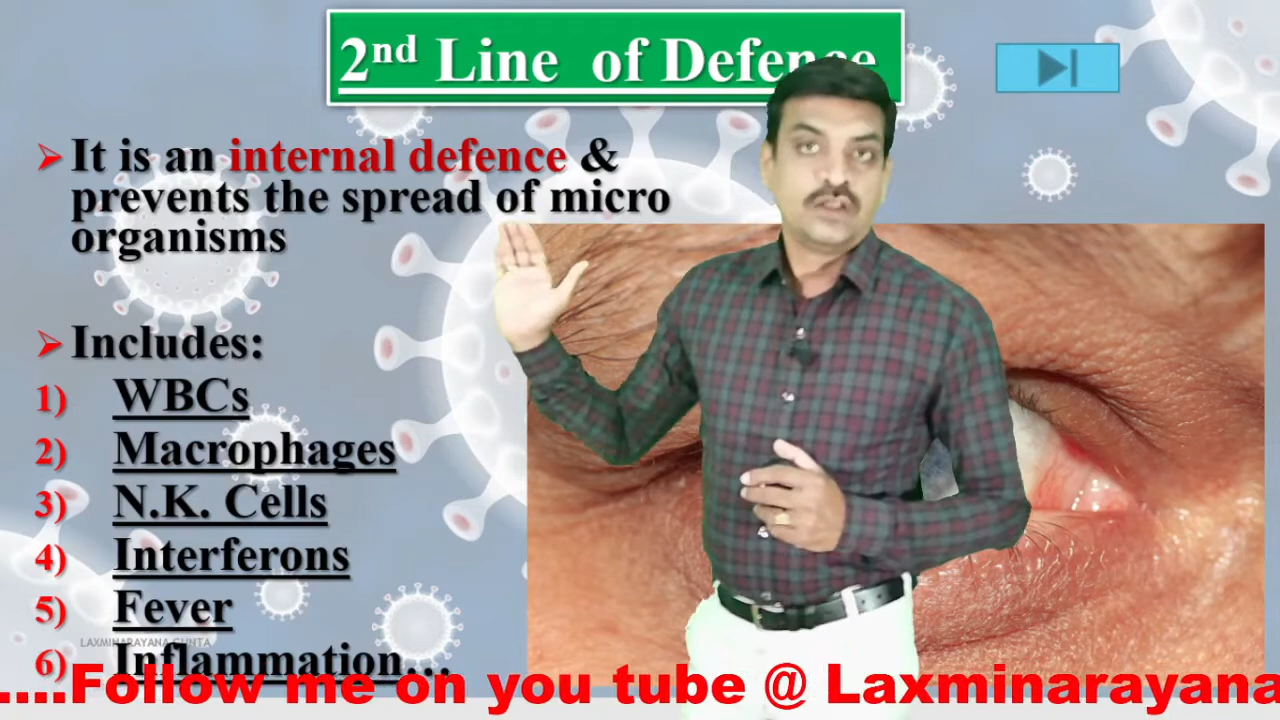 2nd Line of Defence
➢ It is an internal defence &
prevents the spread of micro
organisms
➢ Includes:
1) WBCs
2) Macrophages
3) N.K. Cells
4) Interferons
5) Fever
LAXMINARAYANA GUNTA
6) Inflammation...
.....Follow me on you tube @ Laxminarayana